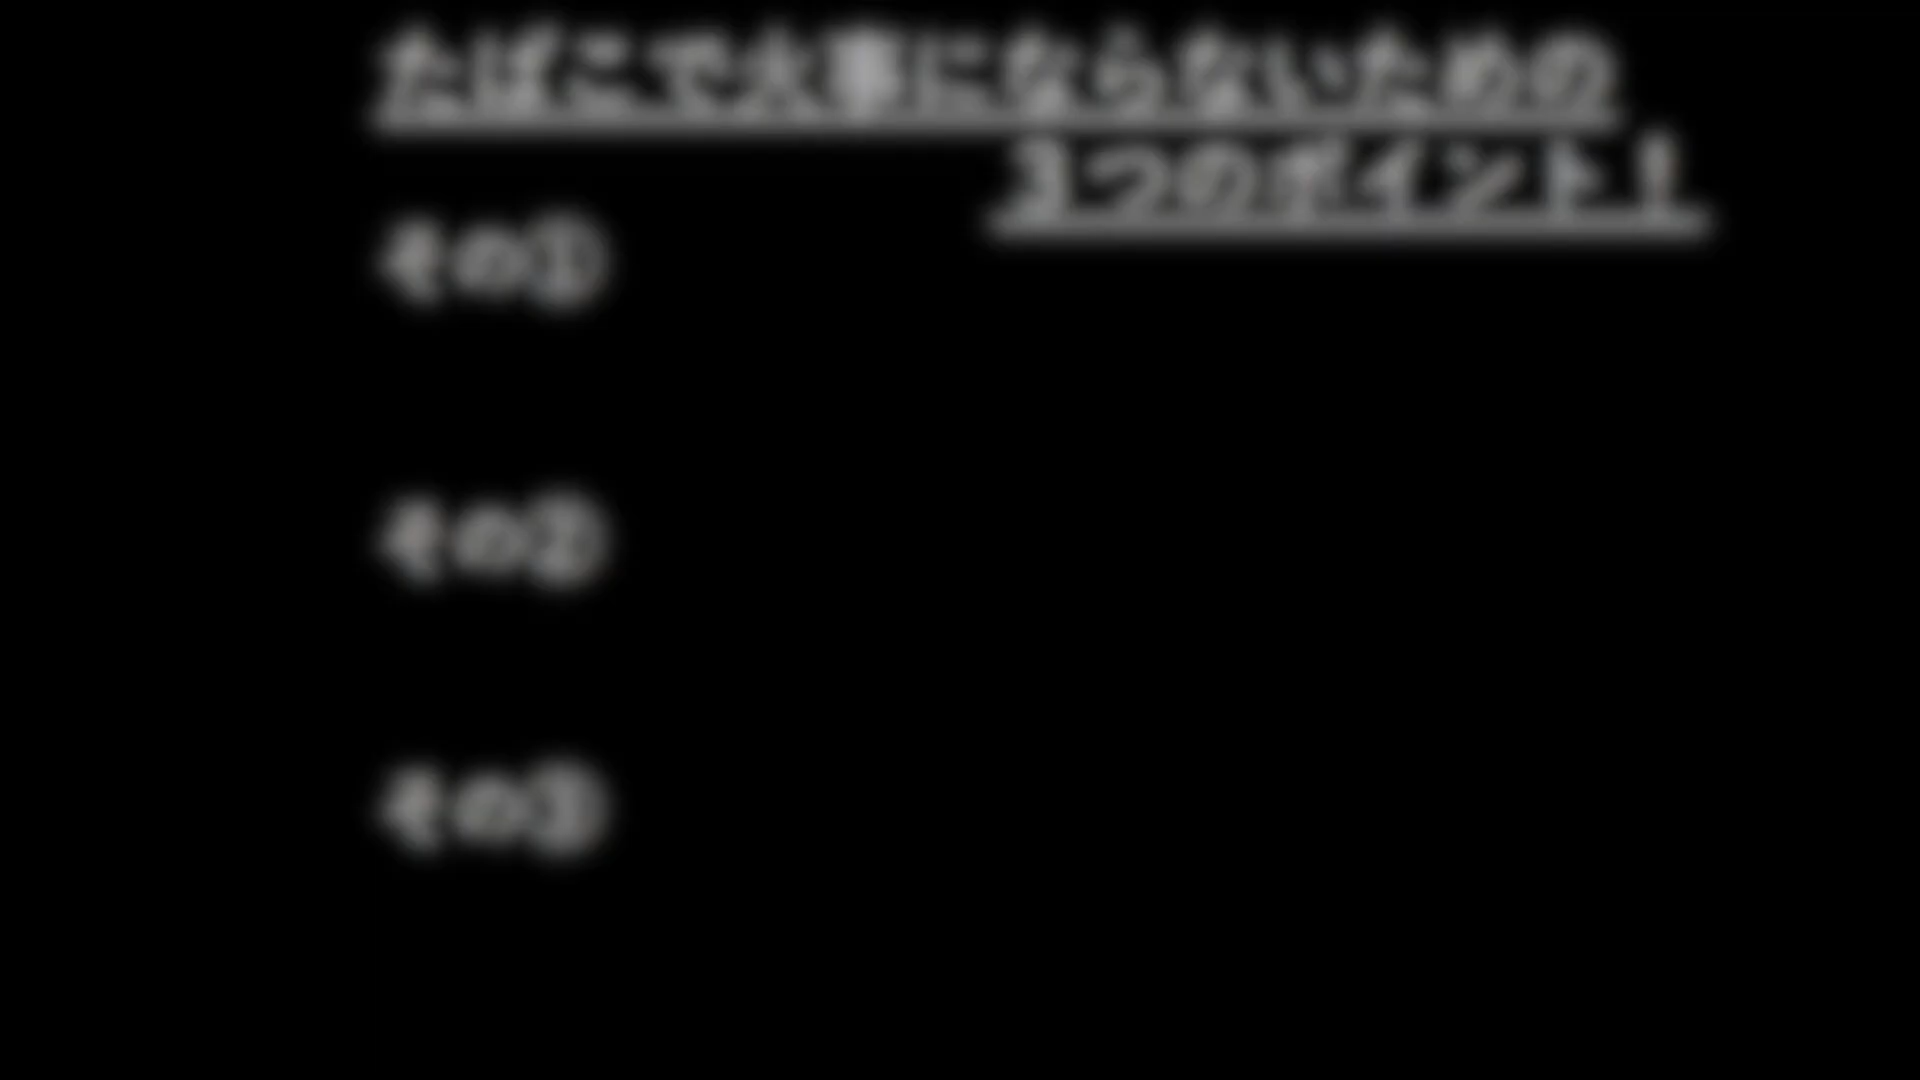 たばこで火事にならないための
3つのポイント！
その①
その②
その③